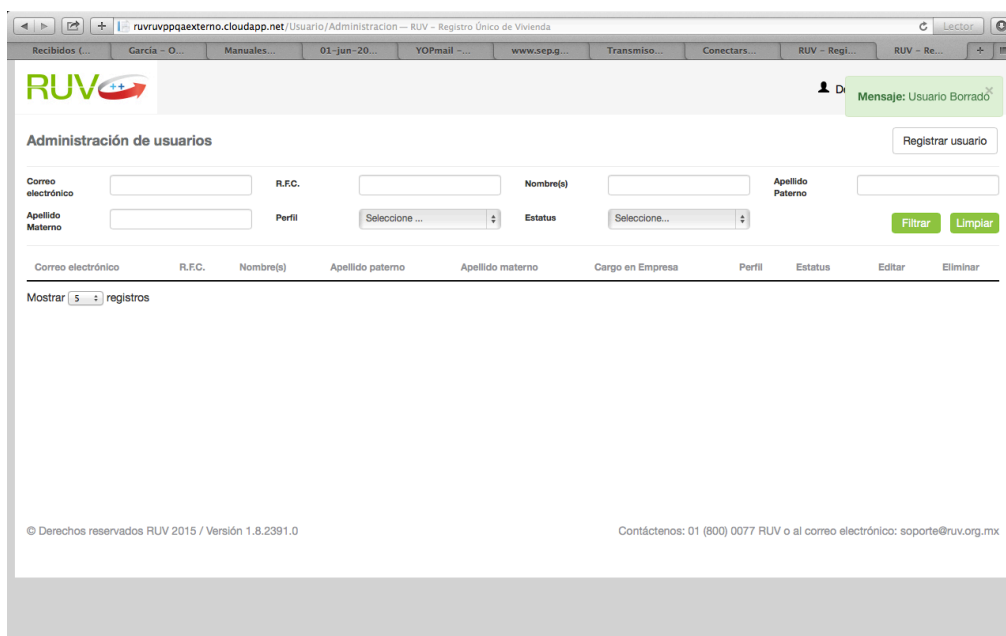 ruvruvppqaexterno.cloudapp.net/Usuario/Administracion — RUV – Registro Único de Vivienda
Lector
Recibidos (... García – O... Manuales... 01-jun-20... YOPmail –... www.sep.g... Transmiso... Conectars... RUV – Regi... RUV – Re...
RUV ++
Mensaje: Usuario Borrado ×
Administración de usuarios
Registrar usuario
Correo electrónico R.F.C. Nombre(s) Apellido Paterno
Apellido Materno Perfil Seleccione ... Estatus Seleccione... Filtrar Limpiar
Correo electrónico R.F.C. Nombre(s) Apellido paterno Apellido materno Cargo en Empresa Perfil Estatus Editar Eliminar
Mostrar 5 registros
© Derechos reservados RUV 2015 / Versión 1.8.2391.0 Contáctenos: 01 (800) 0077 RUV o al correo electrónico: soporte@ruv.org.mx